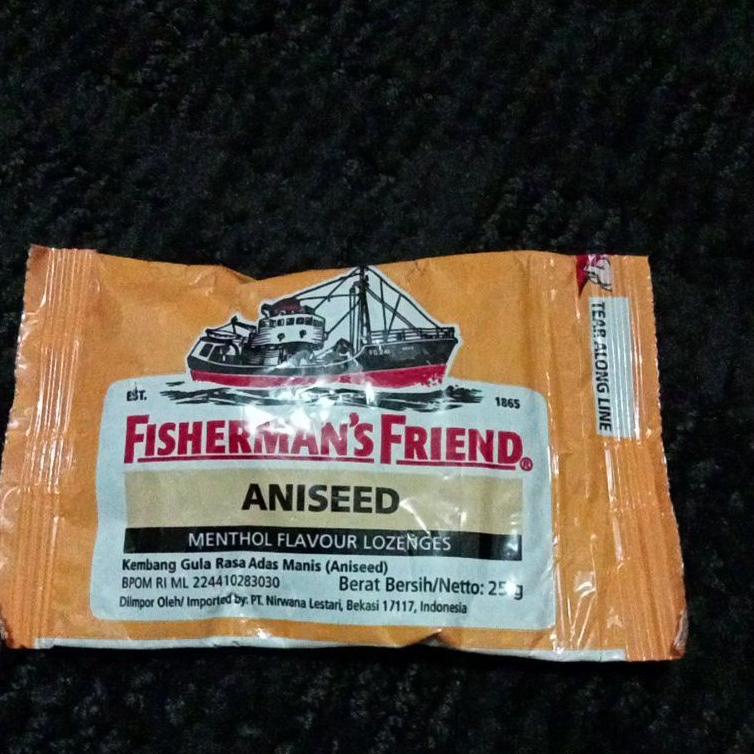 EST.
1865
FISHERMAN'S FRIEND®
ANISEED
MENTHOL FLAVOUR LOZENGES
Kembang Gula Rasa Adas Manis (Aniseed)
BPOM RI ML 224410283030
Berat Bersih/Netto: 25 g
Diimpor Oleh/ Imported by: PT. Nirwana Lestari, Bekasi 17117, Indonesia
TEAR ALONG LINE